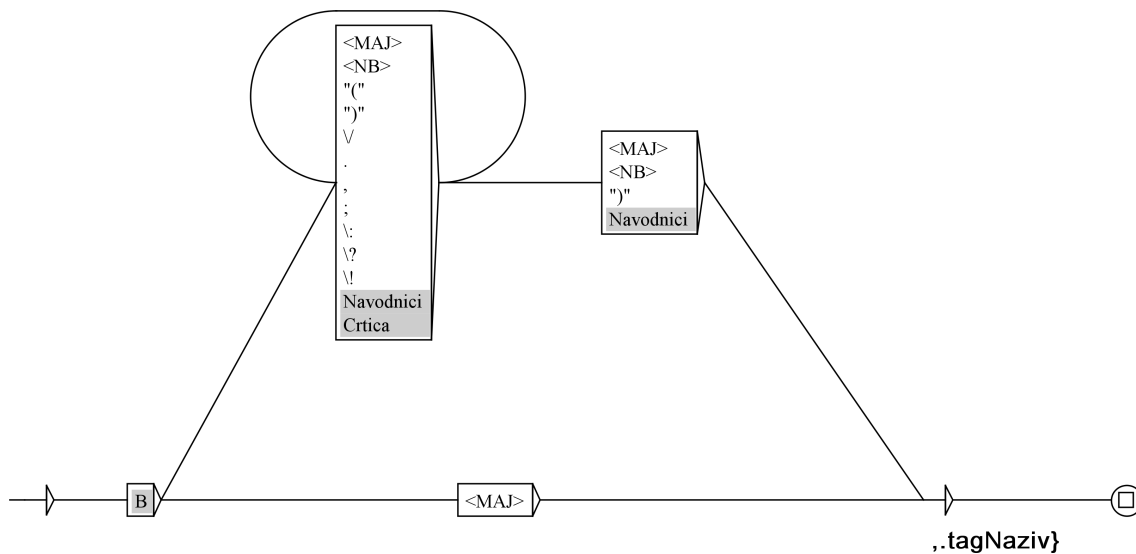 <MAJ>
<NB>
"("
")"
\/
.
,
;
\:
\?
\!
Navodnici
Crtica
<MAJ>
<NB>
")"
Navodnici
B
<MAJ>
,.tagNaziv}